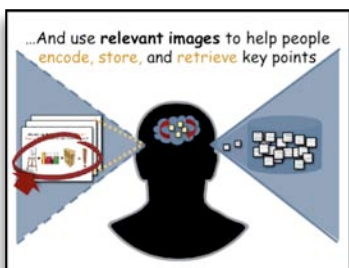 ...And use relevant images to help people
encode, store, and retrieve key points